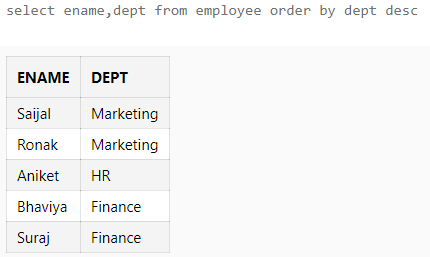 select ename,dept from employee order by dept desc
ENAME DEPT
Saijal Marketing
Ronak Marketing
Aniket HR
Bhaviya Finance
Suraj Finance